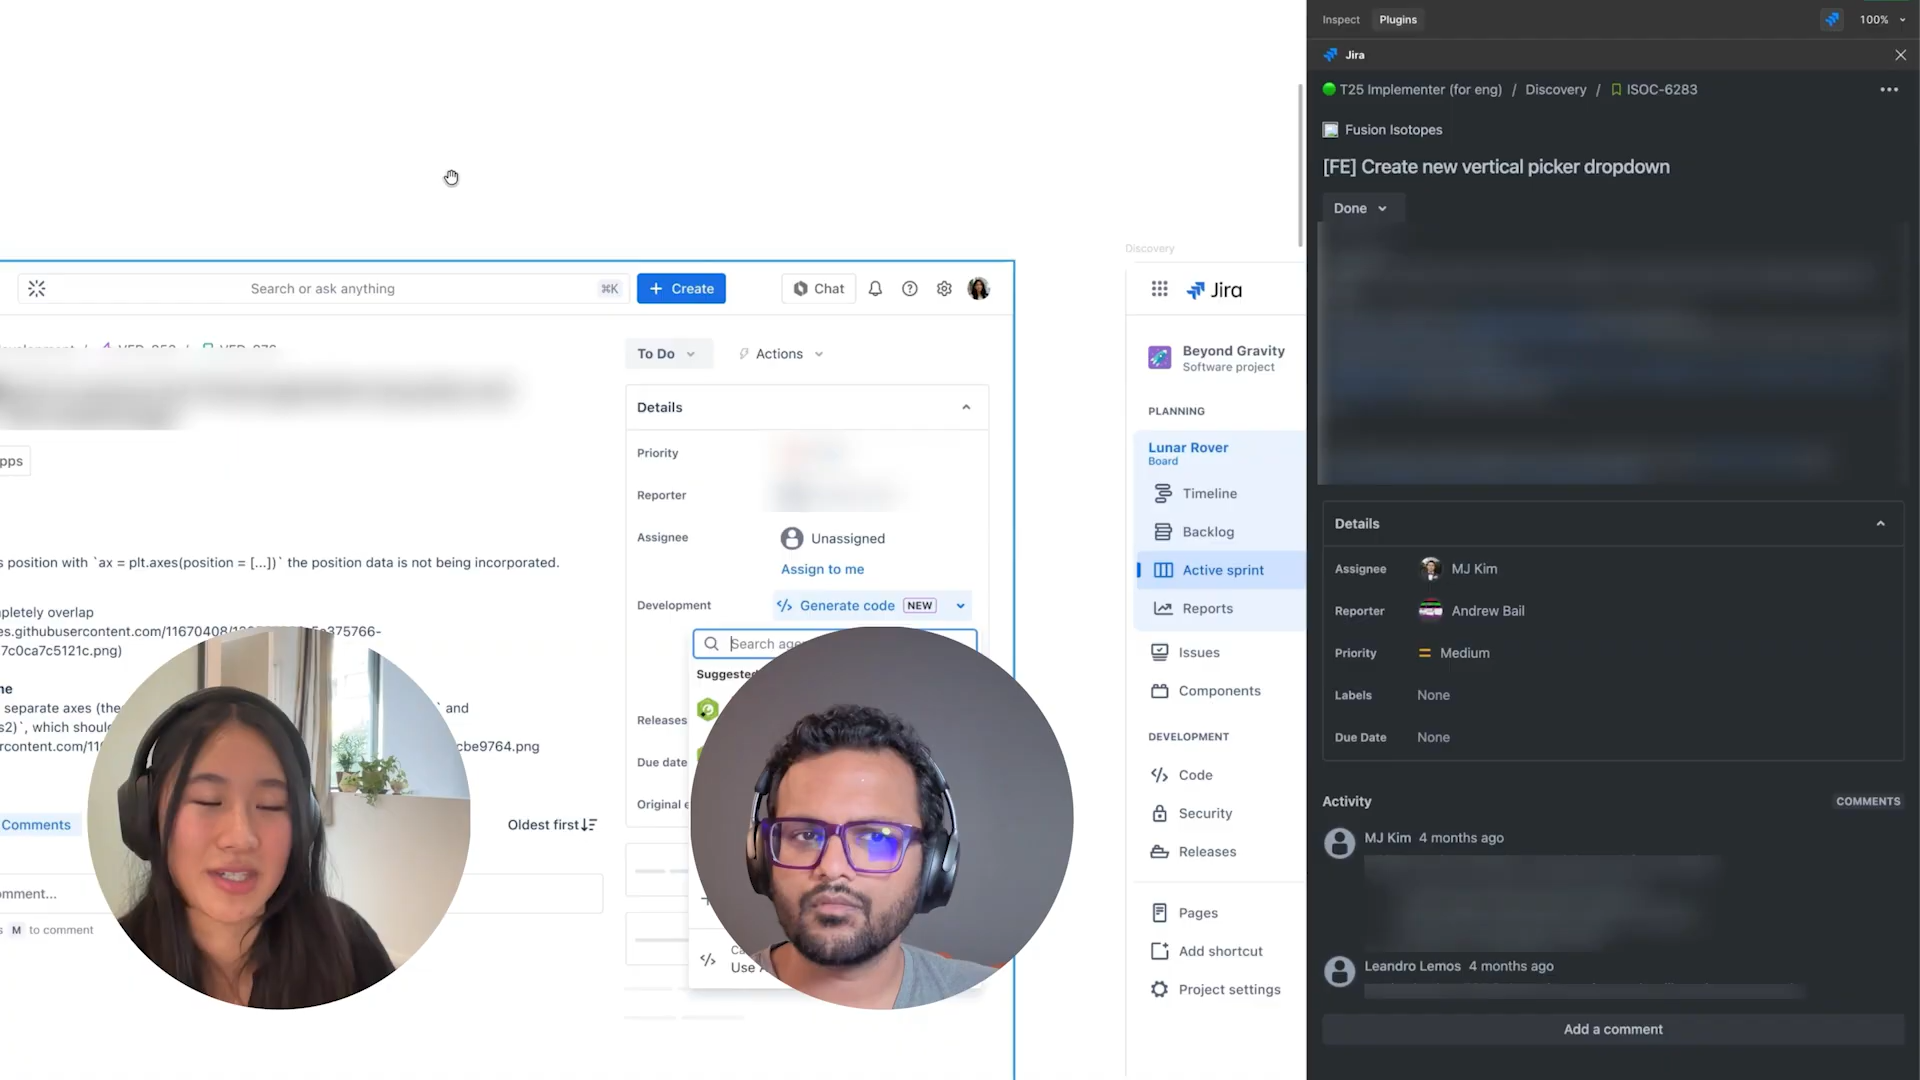 Inspect
Plugins
100%
Jira
T25 Implementer (for eng) / Discovery / ISOC-6283
Fusion Isotopes
[FE] Create new vertical picker dropdown
Done
Details
Assignee
MJ Kim
Reporter
Andrew Bail
Priority
Medium
Labels
None
Due Date
None
Activity
COMMENTS
MJ Kim 4 months ago
Leandro Lemos 4 months ago
Add a comment
Search or ask anything
⌘K
+ Create
Chat
To Do
Actions
Details
Priority
Reporter
Assignee
Unassigned
Assign to me
Development
</> Generate code NEW
Search
Suggested
Releases
Due date
Original
Use
pps
s position with `ax = plt.axes(position = [...])` the position data is not being incorporated.
mpletely overlap
es.githubusercontent.com/11670408/
375766-
7c0ca7c5121c.png)
ne
separate axes (the
` and
s2)`, which should
rcontent.com/11
cbe9764.png
Comments
Oldest first
omment...
s M to comment
Discovery
Jira
Beyond Gravity
Software project
PLANNING
Lunar Rover
Board
Timeline
Backlog
Active sprint
Reports
Issues
Components
DEVELOPMENT
Code
Security
Releases
Pages
Add shortcut
Project settings